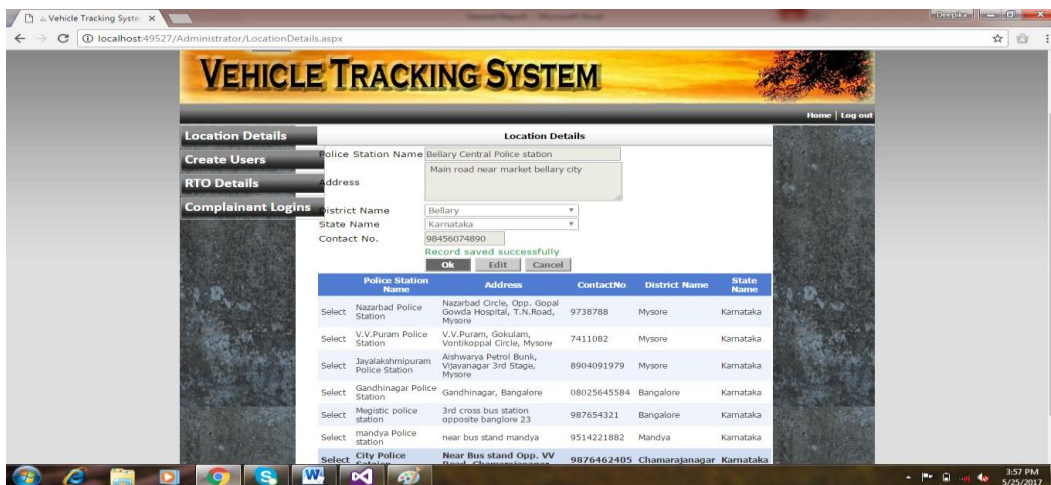 Vehicle Tracking Syste
Deepika
localhost:49527/Administrator/LocationDetails.aspx
VEHICLE TRACKING SYSTEM
Home | Log out
Location Details
Create Users
RTO Details
Complainant Logins
Location Details
Police Station Name Bellary Central Police station
Address Main road near market bellary city
District Name Bellary
State Name Karnataka
Contact No. 98456074890
Record saved successfully
Ok Edit Cancel
Police Station Name Address ContactNo District Name State Name
Select Nazarbad Police Station Nazarbad Circle, Opp. Gopal Gowda Hospital, T.N.Road, Mysore 9738788 Mysore Karnataka
Select V.V.Puram Police Station V.V.Puram, Gokulam, Vontikoppal Circle, Mysore 7411082 Mysore Karnataka
Select Jayalakshmipuram Police Station Aishwarya Petrol Bunk, Vijayanagar 3rd Stage, Mysore 8904091979 Mysore Karnataka
Select Gandhinagar Police Station Gandhinagar, Bangalore 08025645584 Bangalore Karnataka
Select Megistic police station 3rd cross bus station opposite banglore 23 987654321 Bangalore Karnataka
Select mandya Police station near bus stand mandya 9514221882 Mandya Karnataka
Select City Police Near Bus stand Opp. VV Road, Chamarajanagar 9876462405 Chamarajanagar Karnataka
3:57 PM
5/25/2017